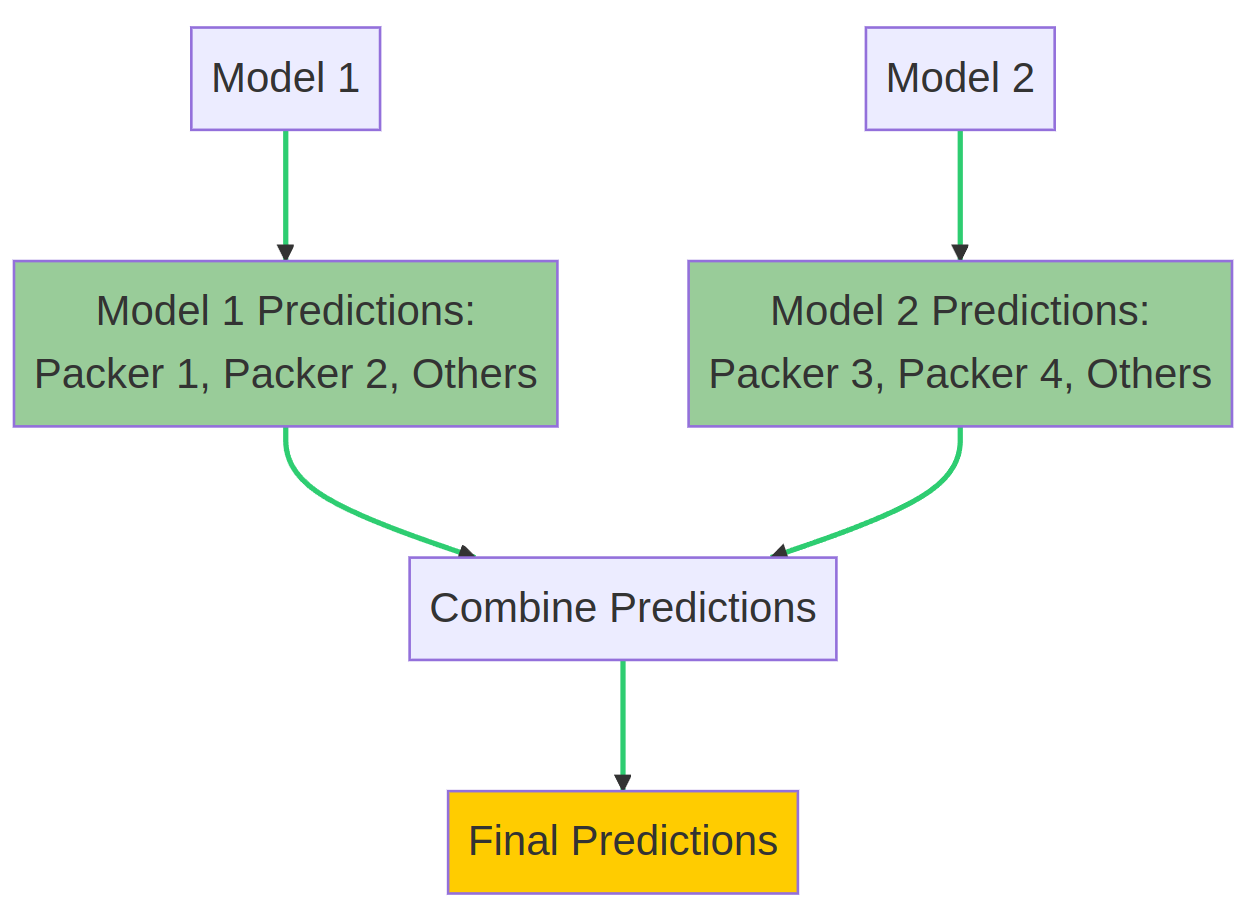 Model 1
Model 2
Model 1 Predictions:
Packer 1, Packer 2, Others
Model 2 Predictions:
Packer 3, Packer 4, Others
Combine Predictions
Final Predictions